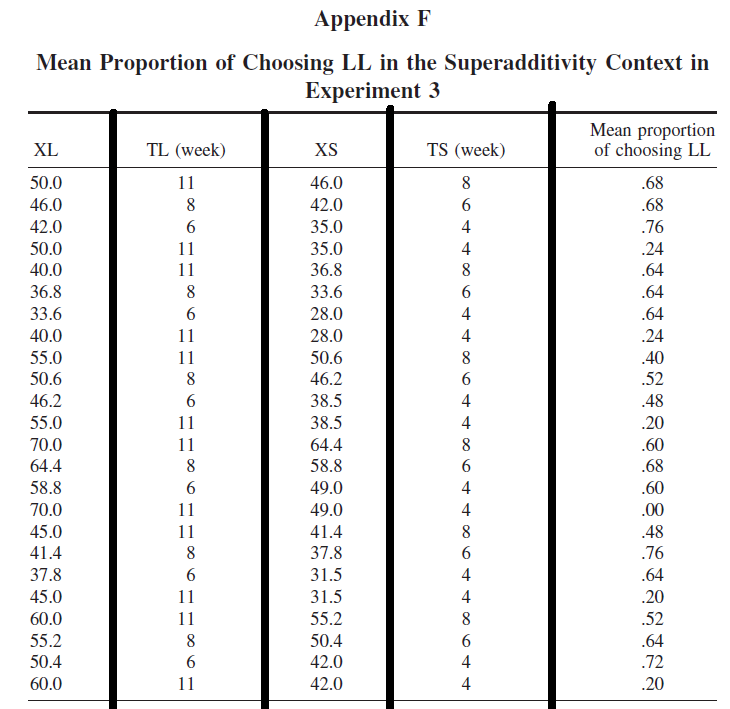 Appendix F
Mean Proportion of Choosing LL in the Superadditivity Context in
Experiment 3
Mean proportion
XL TL (week) XS TS (week) of choosing LL
50.0 11 46.0 8 .68
46.0 8 42.0 6 .68
42.0 6 35.0 4 .76
50.0 11 35.0 4 .24
40.0 11 36.8 8 .64
36.8 8 33.6 6 .64
33.6 6 28.0 4 .64
40.0 11 28.0 4 .24
55.0 11 50.6 8 .40
50.6 8 46.2 6 .52
46.2 6 38.5 4 .48
55.0 11 38.5 4 .20
70.0 11 64.4 8 .60
64.4 8 58.8 6 .68
58.8 6 49.0 4 .60
70.0 11 49.0 4 .00
45.0 11 41.4 8 .48
41.4 8 37.8 6 .76
37.8 6 31.5 4 .64
45.0 11 31.5 4 .20
60.0 11 55.2 8 .52
55.2 8 50.4 6 .64
50.4 6 42.0 4 .72
60.0 11 42.0 4 .20